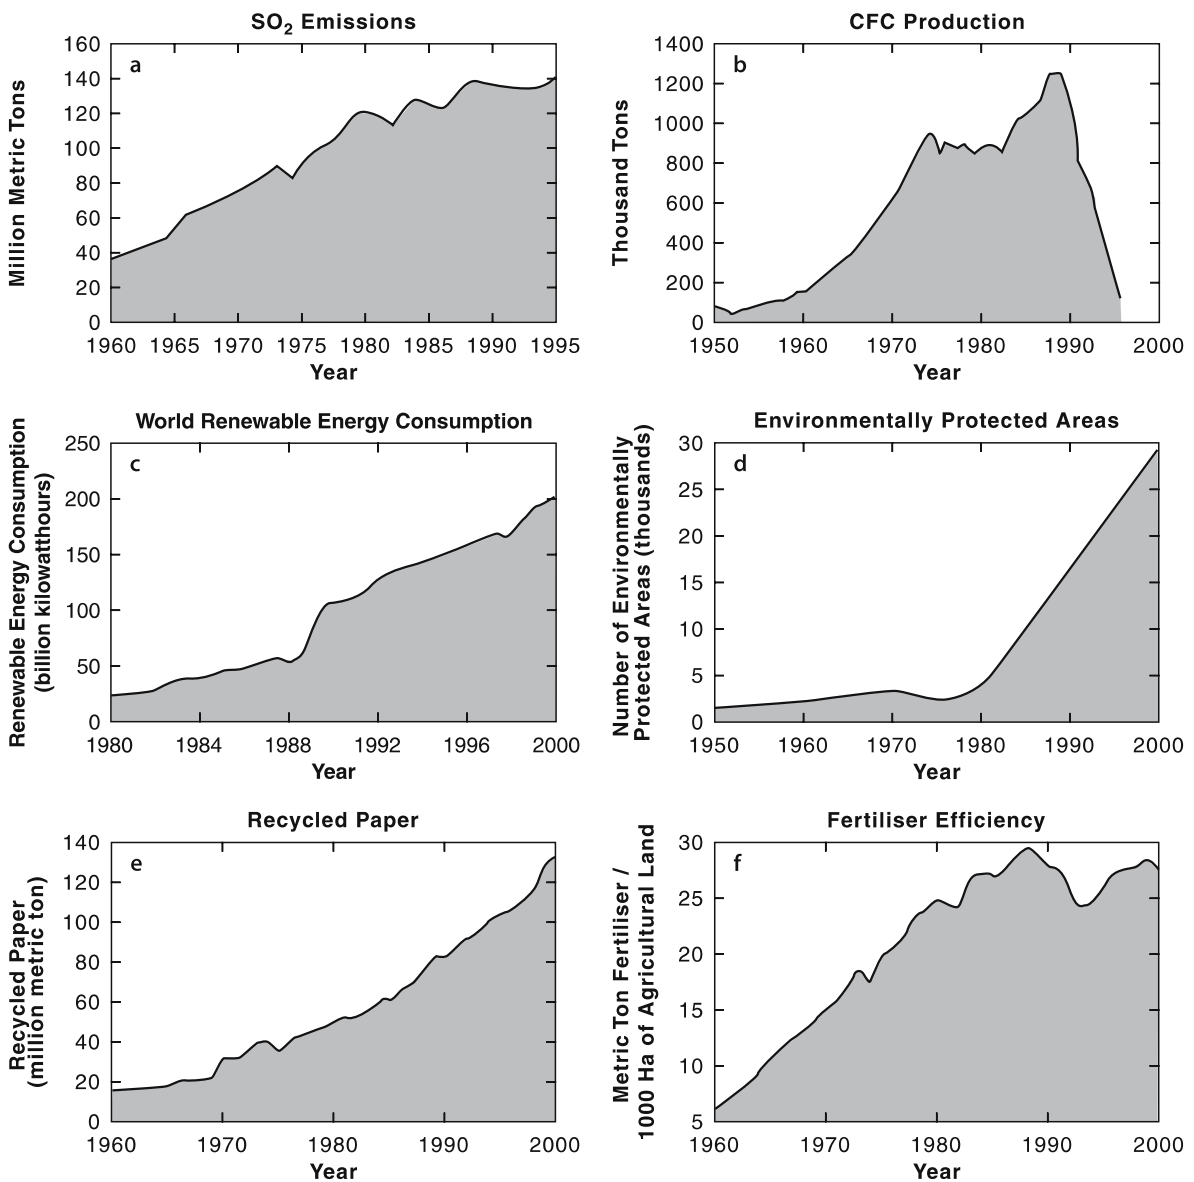 SO2 Emissions
a
Million Metric Tons
160
140
120
100
80
60
40
20
0
1960 1965 1970 1975 1980 1985 1990 1995
Year
CFC Production
b
Thousand Tons
1400
1200
1000
800
600
400
200
0
1950 1960 1970 1980 1990 2000
Year
World Renewable Energy Consumption
c
Renewable Energy Consumption
(billion kilowatthours)
250
200
150
100
50
0
1980 1984 1988 1992 1996 2000
Year
Environmentally Protected Areas
d
Number of Environmentally
Protected Areas (thousands)
30
25
20
15
10
5
0
1950 1960 1970 1980 1990 2000
Year
Recycled Paper
e
Recycled Paper
(million metric ton)
140
120
100
80
60
40
20
0
1960 1970 1980 1990 2000
Year
Fertiliser Efficiency
f
Metric Ton Fertiliser /
1000 Ha of Agricultural Land
30
25
20
15
10
5
1960 1970 1980 1990 2000
Year